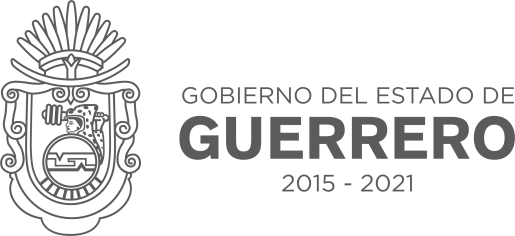 GOBIERNO DEL ESTADO DE
GUERRERO
2015 - 2021